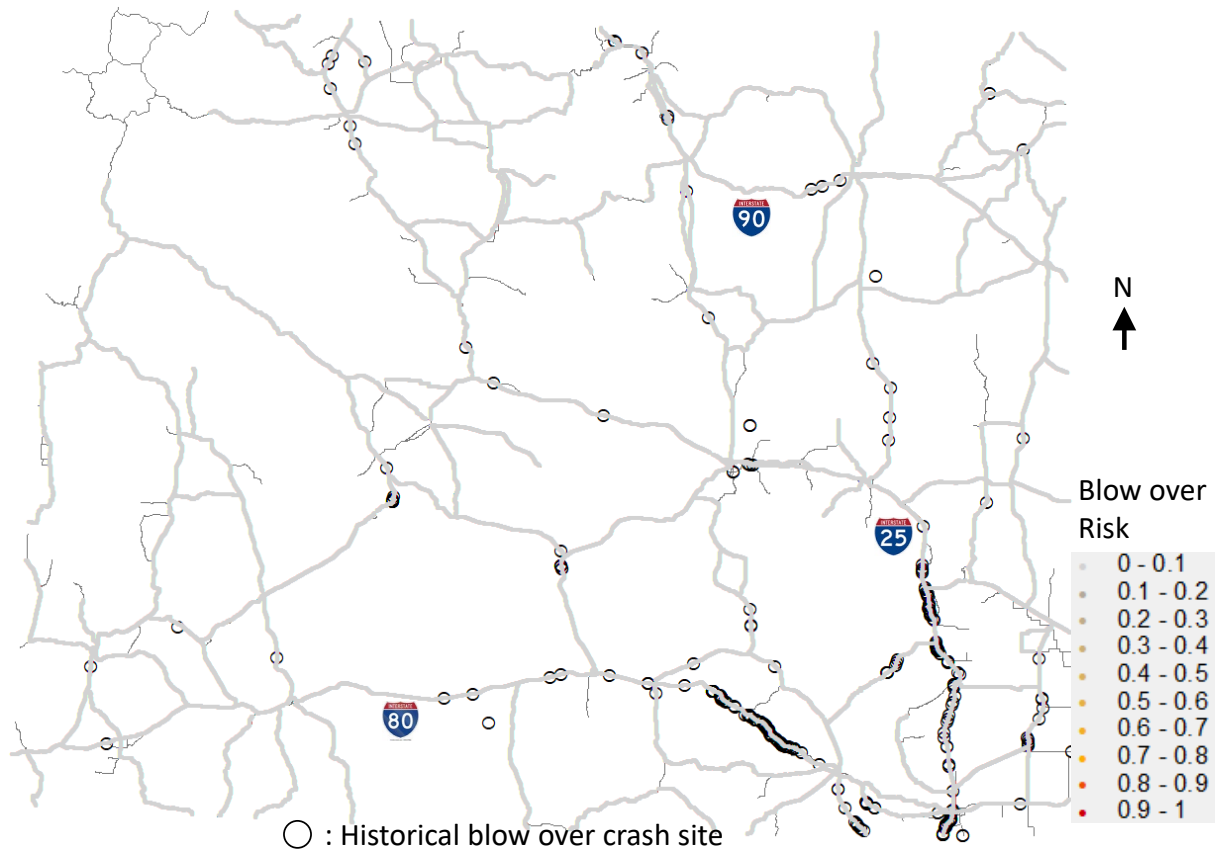 INTERSTATE
90
N
INTERSTATE
25
Blow over
Risk
0 - 0.1
0.1 - 0.2
0.2 - 0.3
0.3 - 0.4
0.4 - 0.5
0.5 - 0.6
0.6 - 0.7
0.7 - 0.8
0.8 - 0.9
0.9 - 1
INTERSTATE
80
: Historical blow over crash site